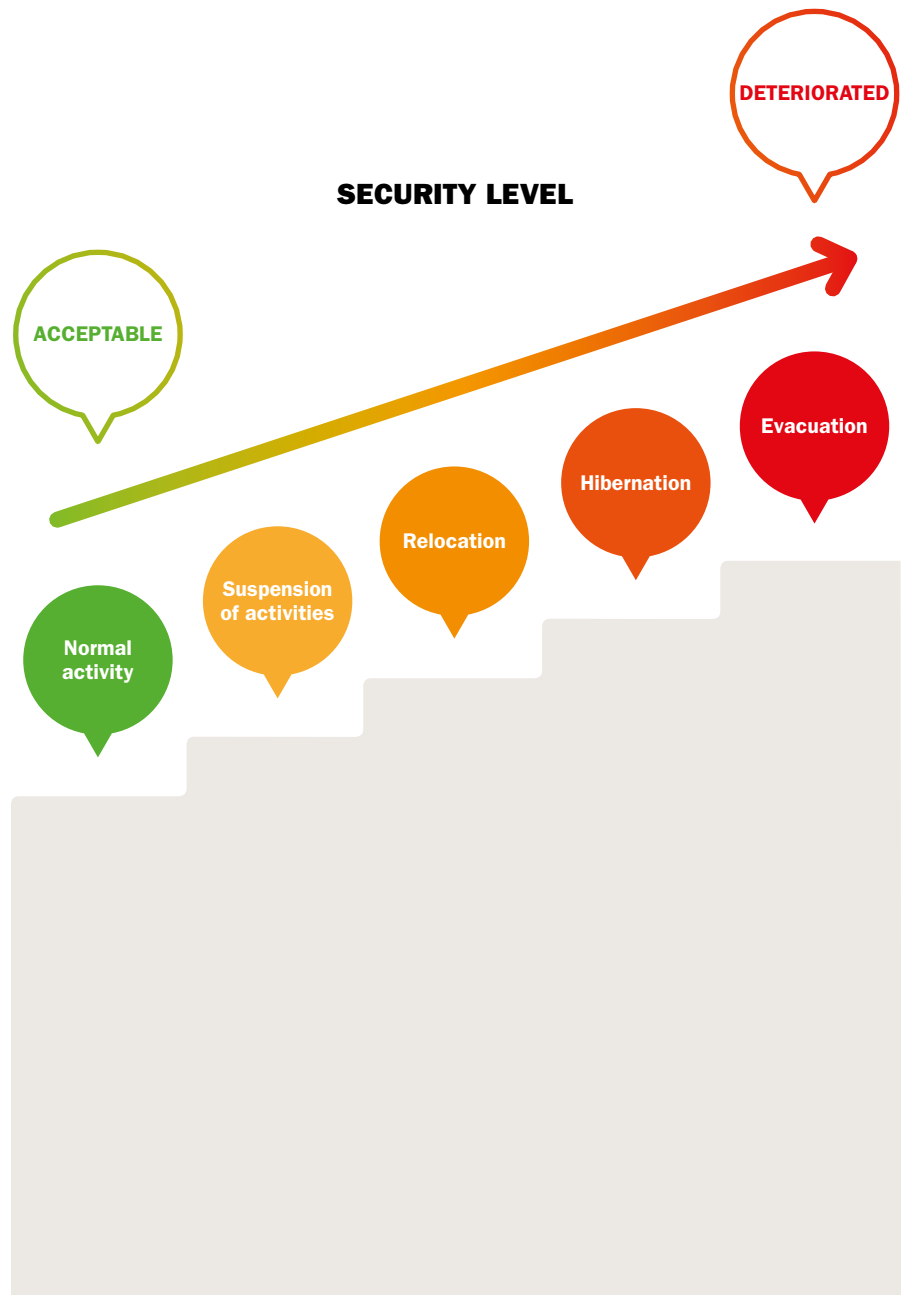 DETERIORATED
SECURITY LEVEL
ACCEPTABLE
Evacuation
Hibernation
Relocation
Suspension
of activities
Normal
activity